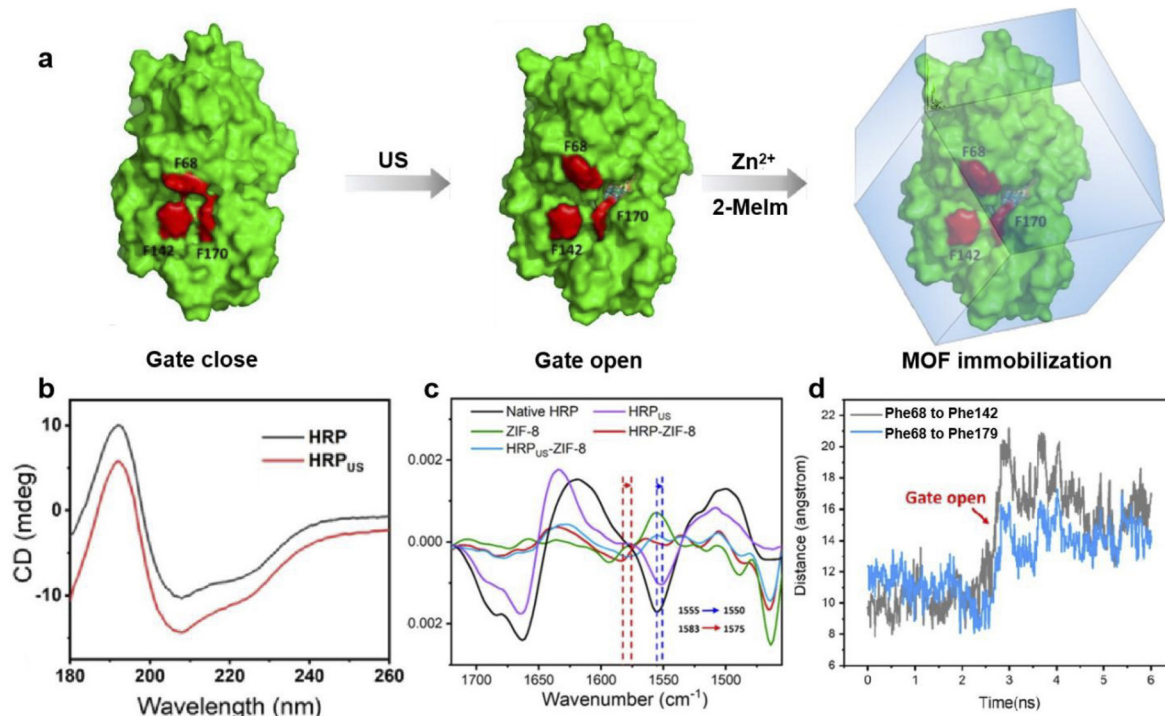 a
F68
F142
F170
US
F68
F142
F170
Zn²⁺
2-MeIm
F68
F142
F170
Gate close
Gate open
MOF immobilization
b
10
0
-10
180
200
220
240
260
CD (mdeg)
Wavelength (nm)
HRP
HRPUS
c
Native HRP
HRPUS
ZIF-8
HRP-ZIF-8
HRPUS-ZIF-8
0.002
0.000
0.002
1555 → 1550
1583 → 1575
1700
1650
1600
1550
1500
Wavenumber (cm⁻¹)
d
Phe68 to Phe142
Phe68 to Phe179
Gate open
22
20
18
16
14
12
10
8
6
Distance (angstrom)
0
1
2
3
4
5
6
Time(ns)